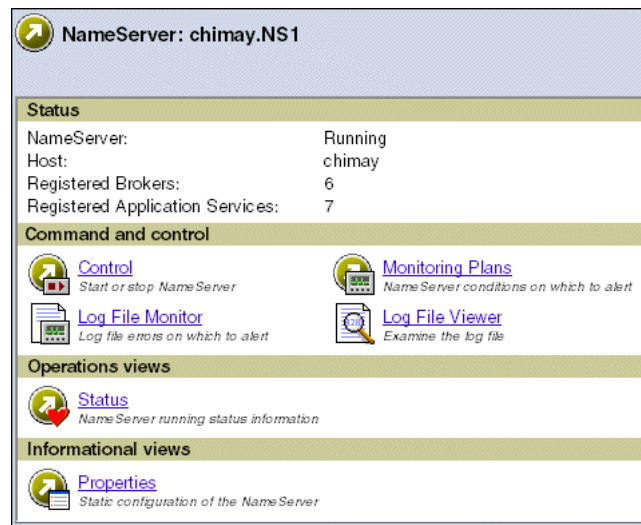 NameServer: chimay.NS1
Status
NameServer: Running
Host: chimay
Registered Brokers: 6
Registered Application Services: 7
Command and control
Control Monitoring Plans
Start or stop NameServer NameServer conditions on which to alert
Log File Monitor Log File Viewer
Log file errors on which to alert Examine the log file
Operations views
Status
NameServer running status information
Informational views
Properties
Static configuration of the NameServer